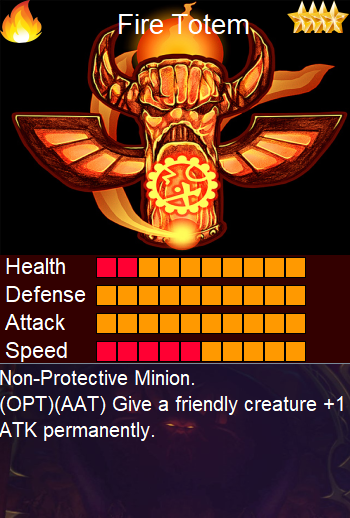 Fire Totem
Health
Defense
Attack
Speed
Non-Protective Minion.
(OPT)(AAT) Give a friendly creature +1
ATK permanently.